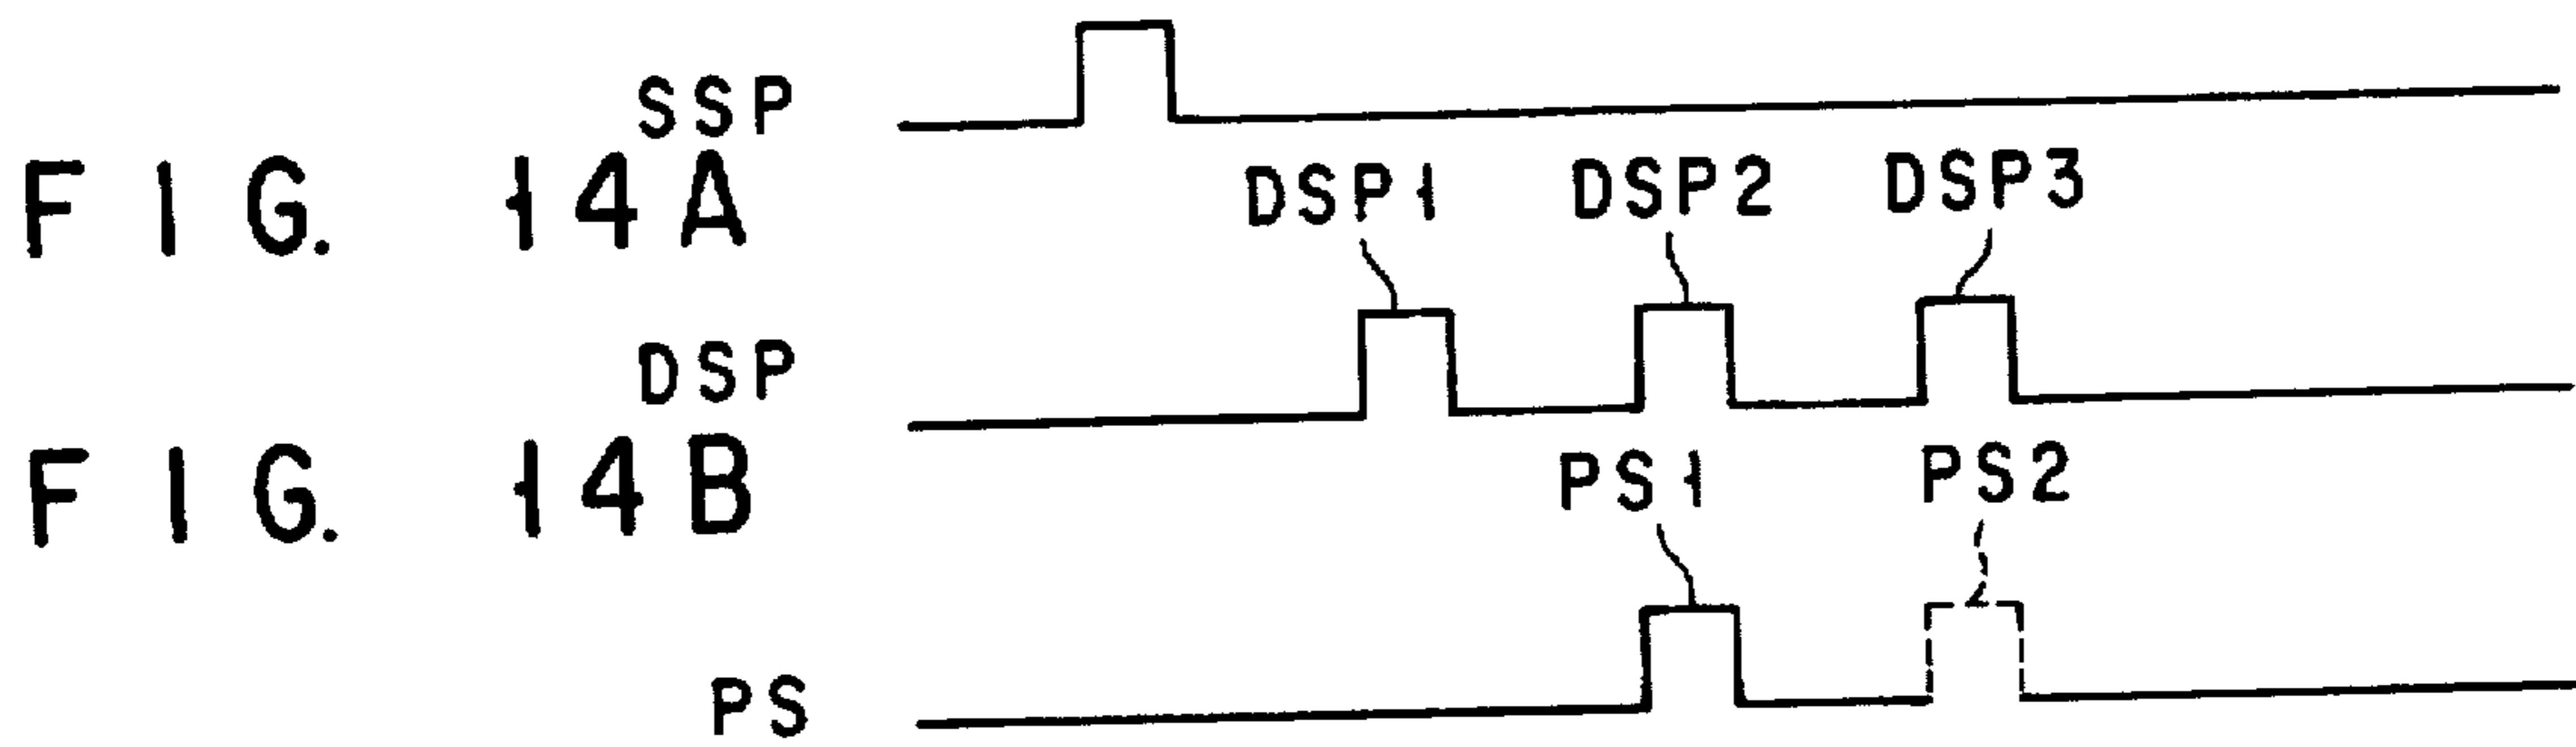 SSP
FIG. 14A
DSP1 DSP2 DSP3
DSP
FIG. 14B
PS1 PS2
PS